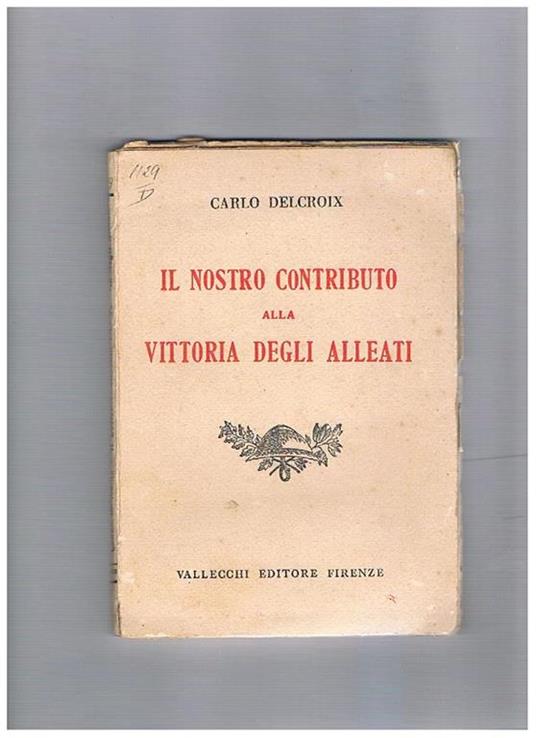 1129
D
CARLO DELCROIX
IL NOSTRO CONTRIBUTO
ALLA
VITTORIA DEGLI ALLEATI
VALLECCHI EDITORE FIRENZE